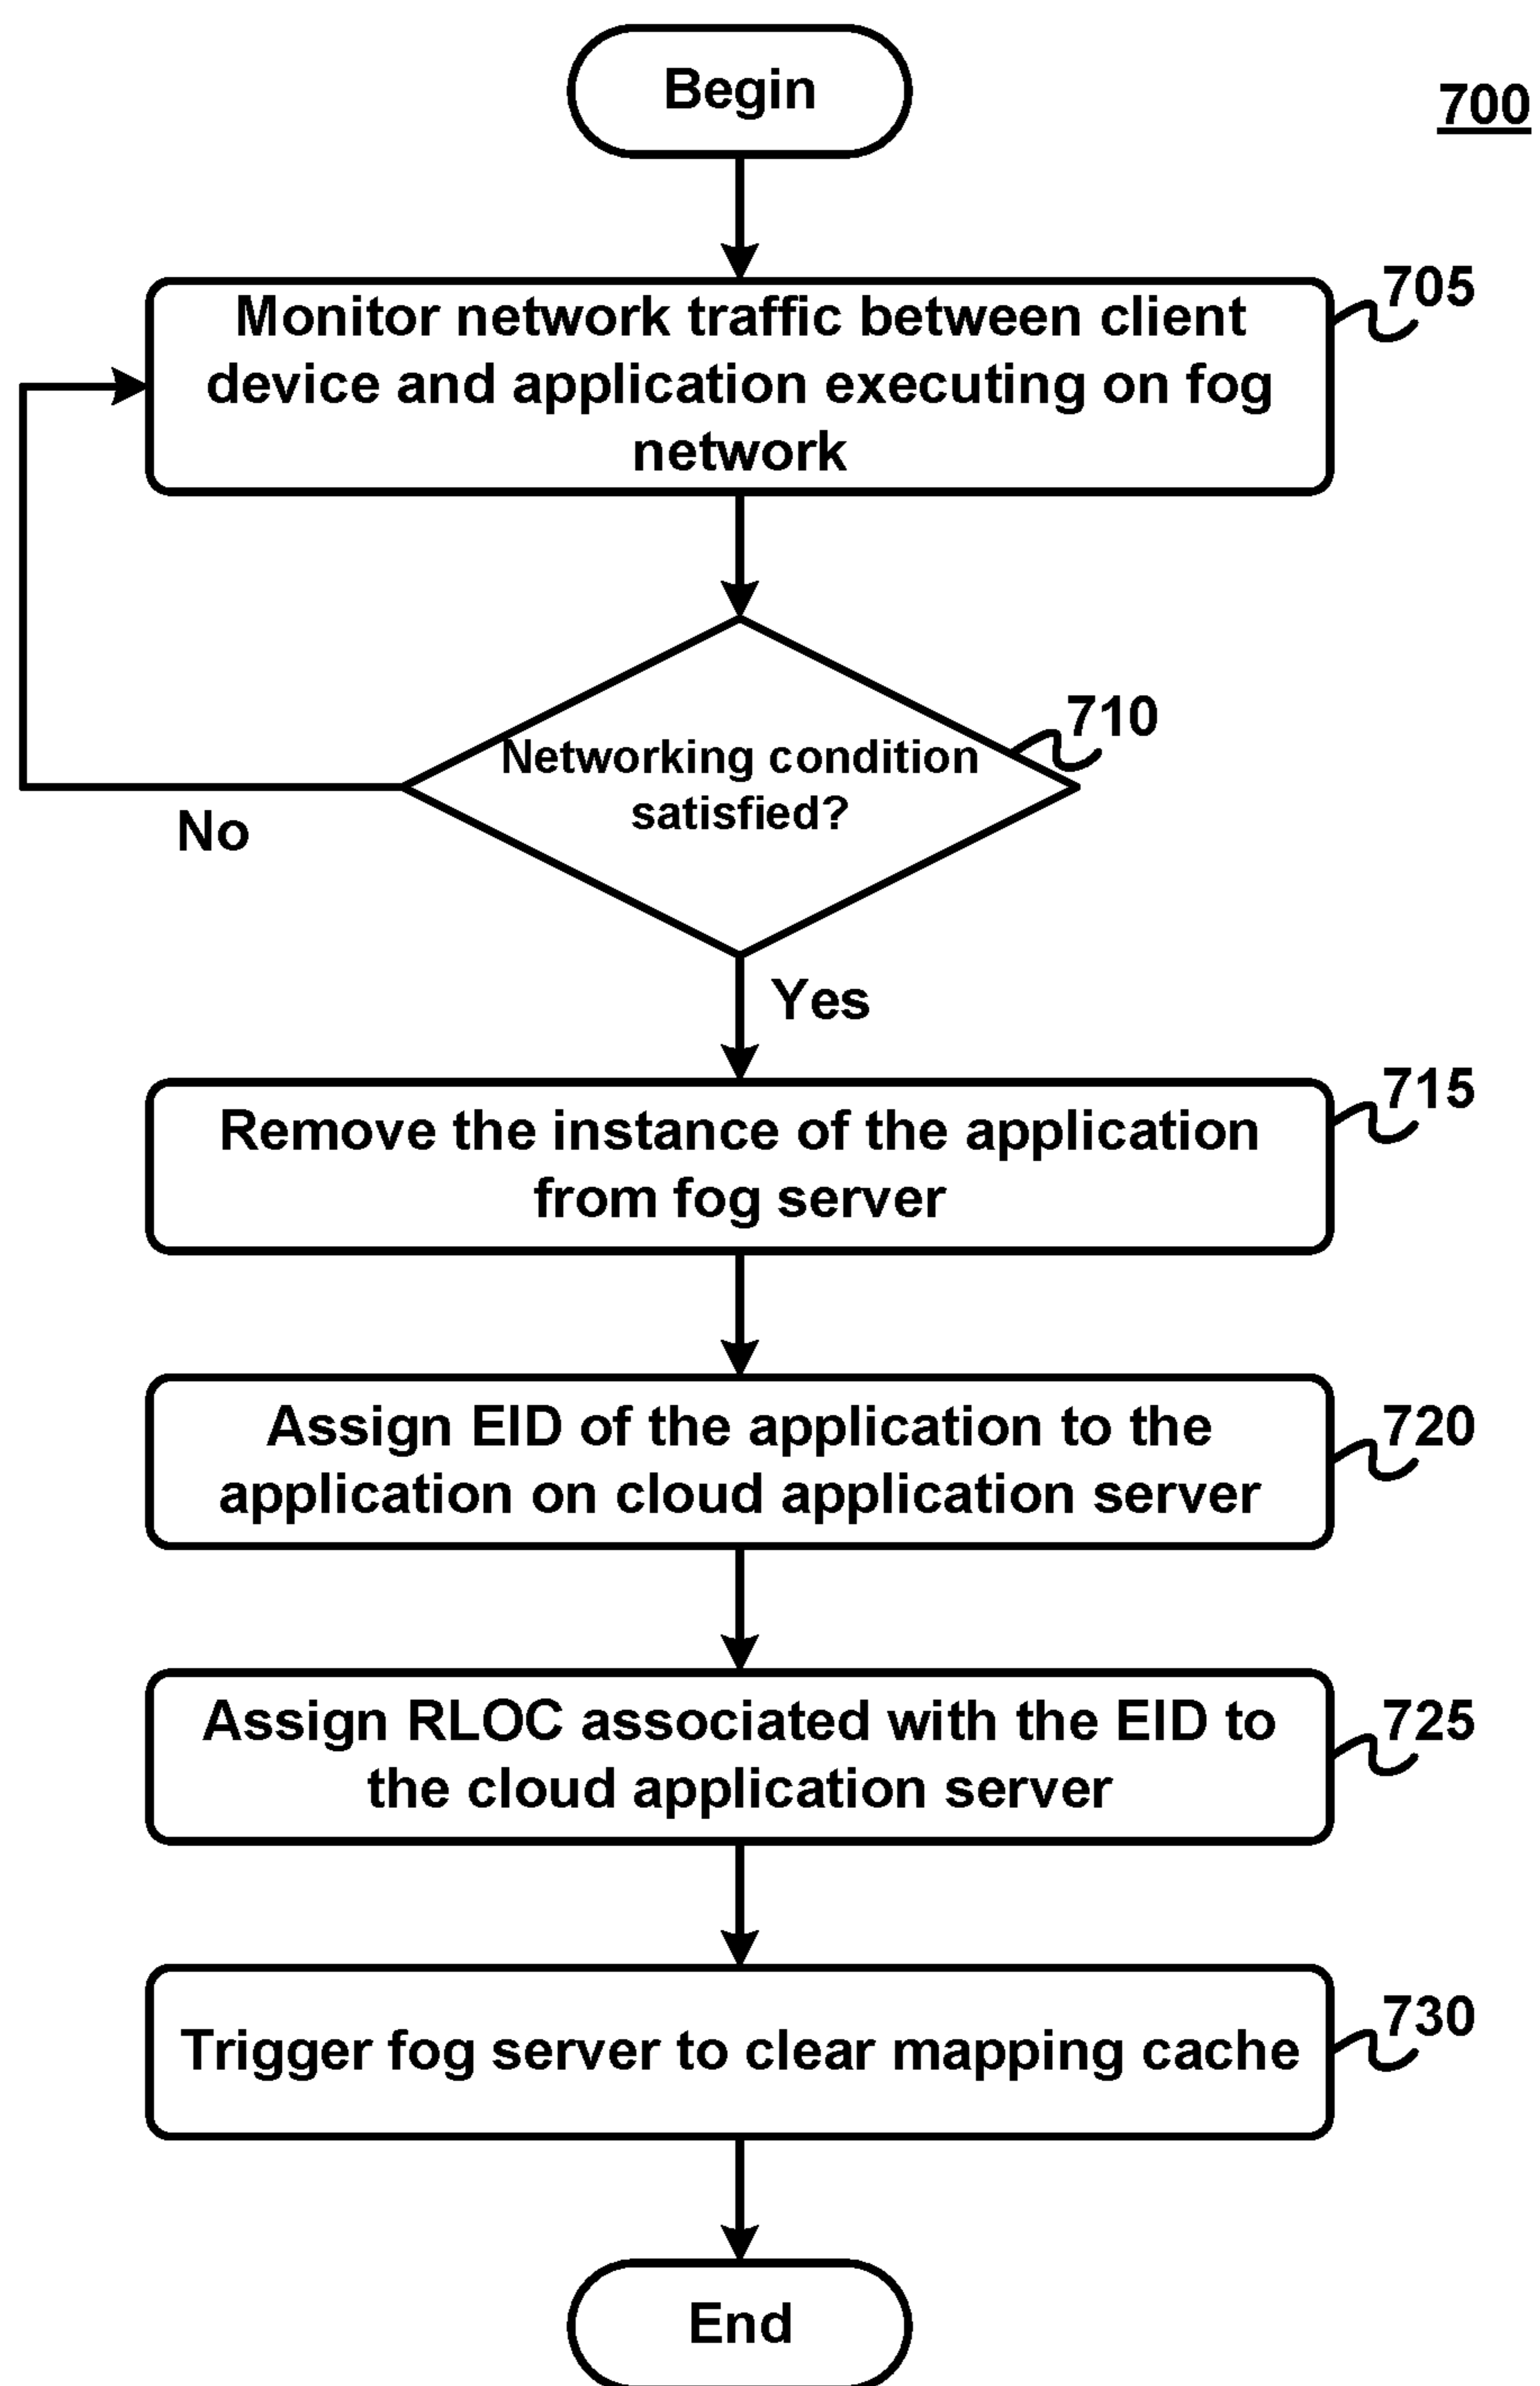 Begin
700
Monitor network traffic between client
device and application executing on fog
network
705
Networking condition
satisfied?
710
No
Yes
Remove the instance of the application
from fog server
715
Assign EID of the application to the
application on cloud application server
720
Assign RLOC associated with the EID to
the cloud application server
725
Trigger fog server to clear mapping cache
730
End